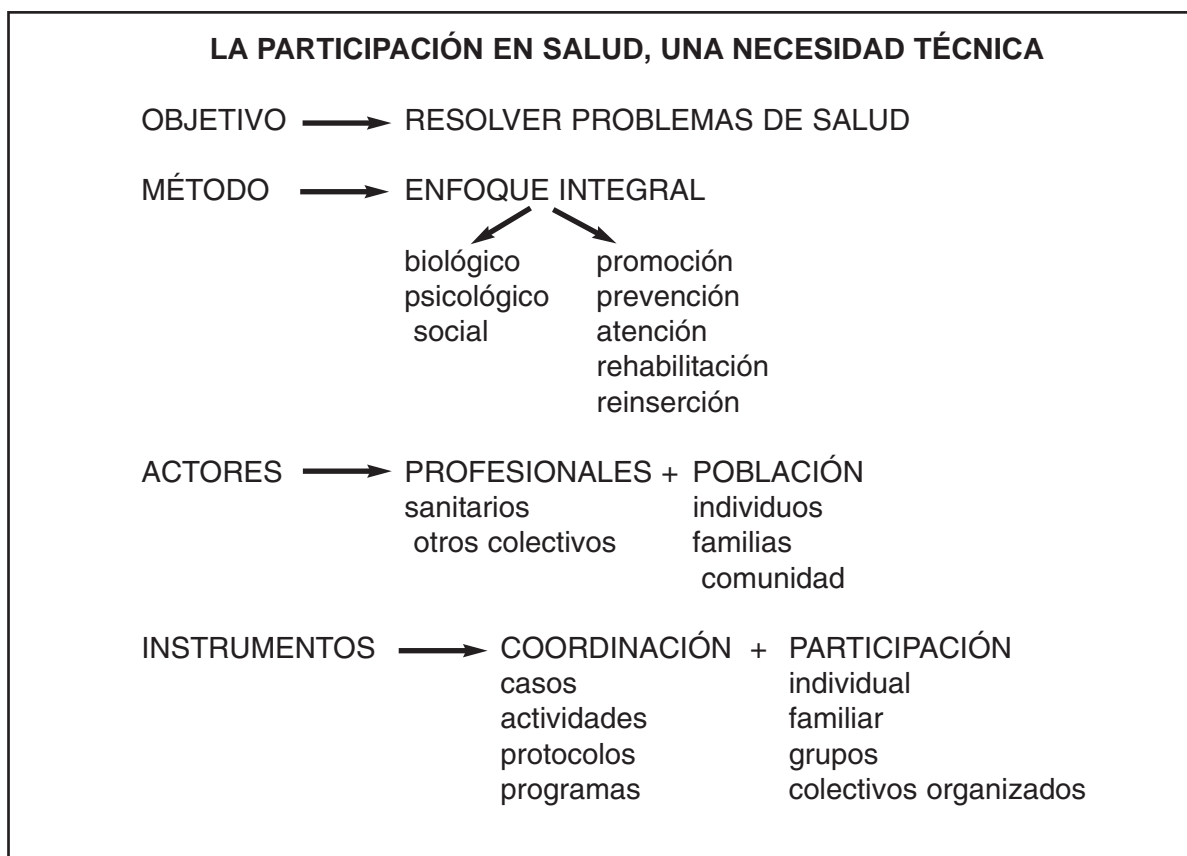 LA PARTICIPACIÓN EN SALUD, UNA NECESIDAD TÉCNICA
OBJETIVO RESOLVER PROBLEMAS DE SALUD
MÉTODO ENFOQUE INTEGRAL
biológico promoción
psicológico prevención
social atención
rehabilitación
reinserción
ACTORES PROFESIONALES + POBLACIÓN
sanitarios individuos
otros colectivos familias
comunidad
INSTRUMENTOS COORDINACIÓN + PARTICIPACIÓN
casos individual
actividades familiar
protocolos grupos
programas colectivos organizados